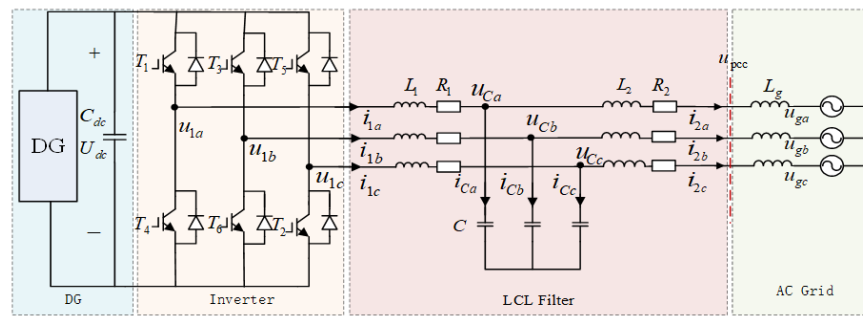 DG
+
C_dc
U_dc
−
DG
T_1
T_3
T_5
u_1a
u_1b
u_1c
T_4
T_6
T_2
Inverter
L_1
R_1
u_Ca
L_2
R_2
i_1a
u_Cb
i_2a
i_1b
u_Cc
i_2b
i_1c
i_Ca
i_Cb
i_Cc
i_2c
C
LCL Filter
u_pcc
L_g
u_ga
u_gb
u_gc
AC Grid